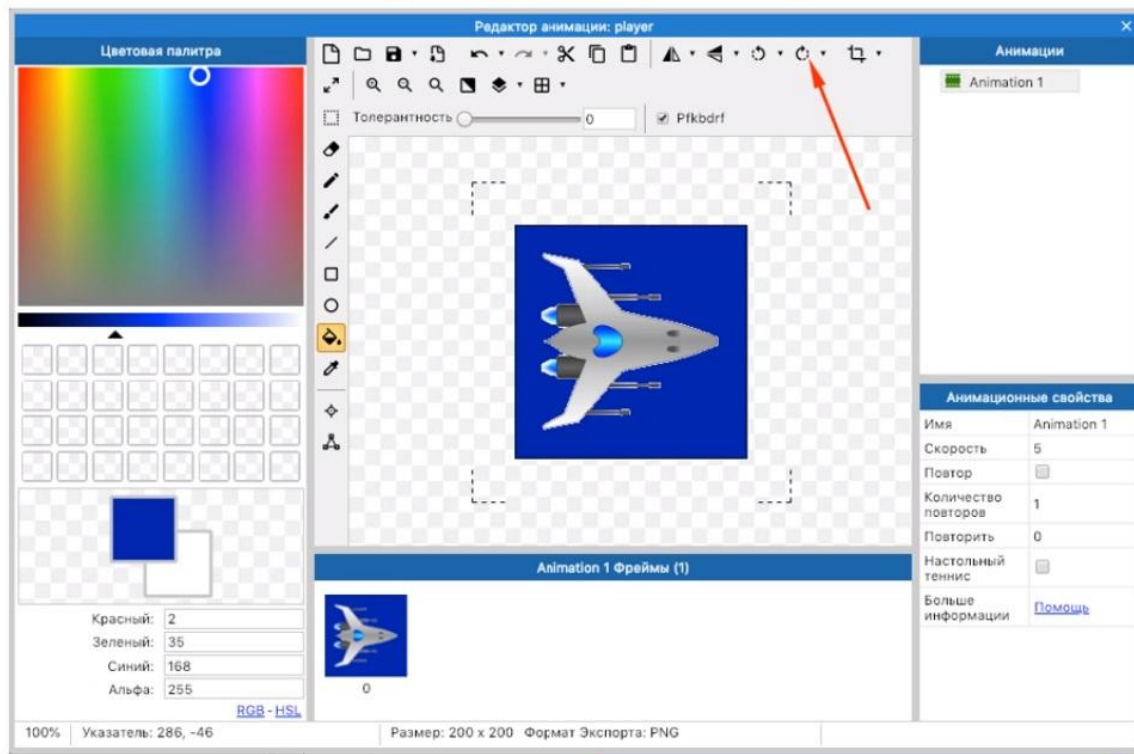 Редактор анимации: player
Цветовая палитра
Анимации
Animation 1
Толерантность
0
Pfkbdrf
Анимационные свойства
Имя Animation 1
Скорость 5
Повтор
Количество
повторов
1
Повторить 0
Настольный
теннис
Больше
информации
Помощь
Animation 1 Фреймы (1)
0
Красный: 2
Зеленый: 35
Синий: 168
Альфа: 255
RGB - HSL
100% Указатель: 286, -46 Размер: 200 x 200 Формат Экспорта: PNG